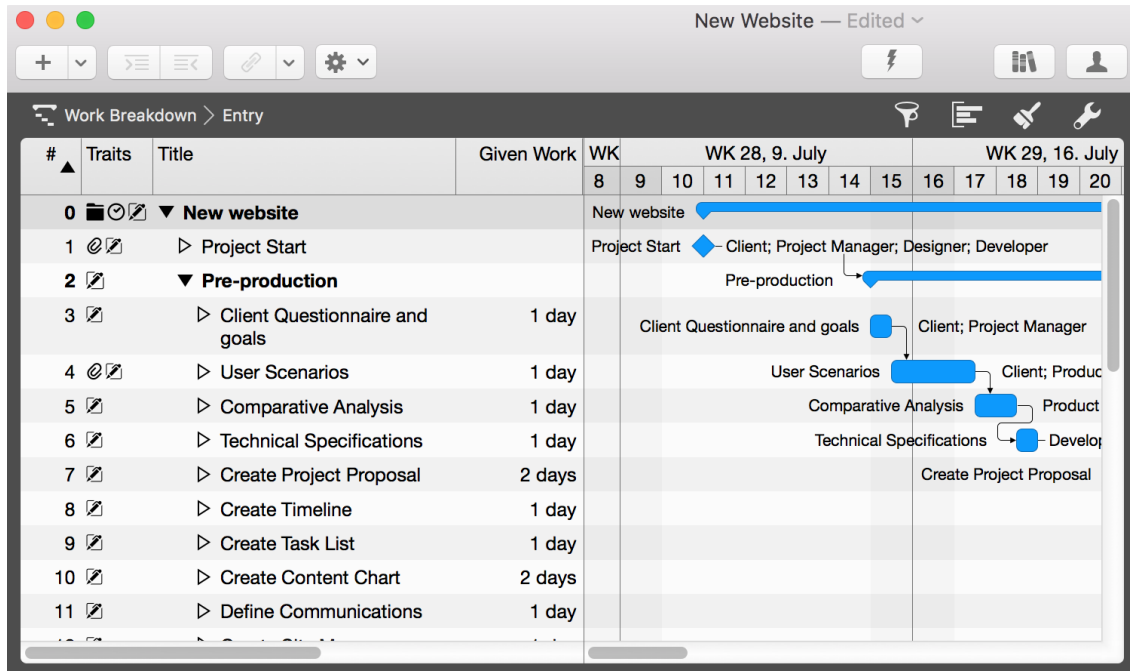 New Website — Edited
Work Breakdown > Entry
# Traits Title Given Work WK WK 28, 9. July WK 29, 16. July
8 9 10 11 12 13 14 15 16 17 18 19 20
0 New website New website
1 Project Start Project Start Client; Project Manager; Designer; Developer
2 Pre-production Pre-production
3 Client Questionnaire and 1 day Client Questionnaire and goals Client; Project Manager
goals
4 User Scenarios 1 day User Scenarios Client; Produc
5 Comparative Analysis 1 day Comparative Analysis Product
6 Technical Specifications 1 day Technical Specifications Develop
7 Create Project Proposal 2 days Create Project Proposal
8 Create Timeline 1 day
9 Create Task List 1 day
10 Create Content Chart 2 days
11 Define Communications 1 day